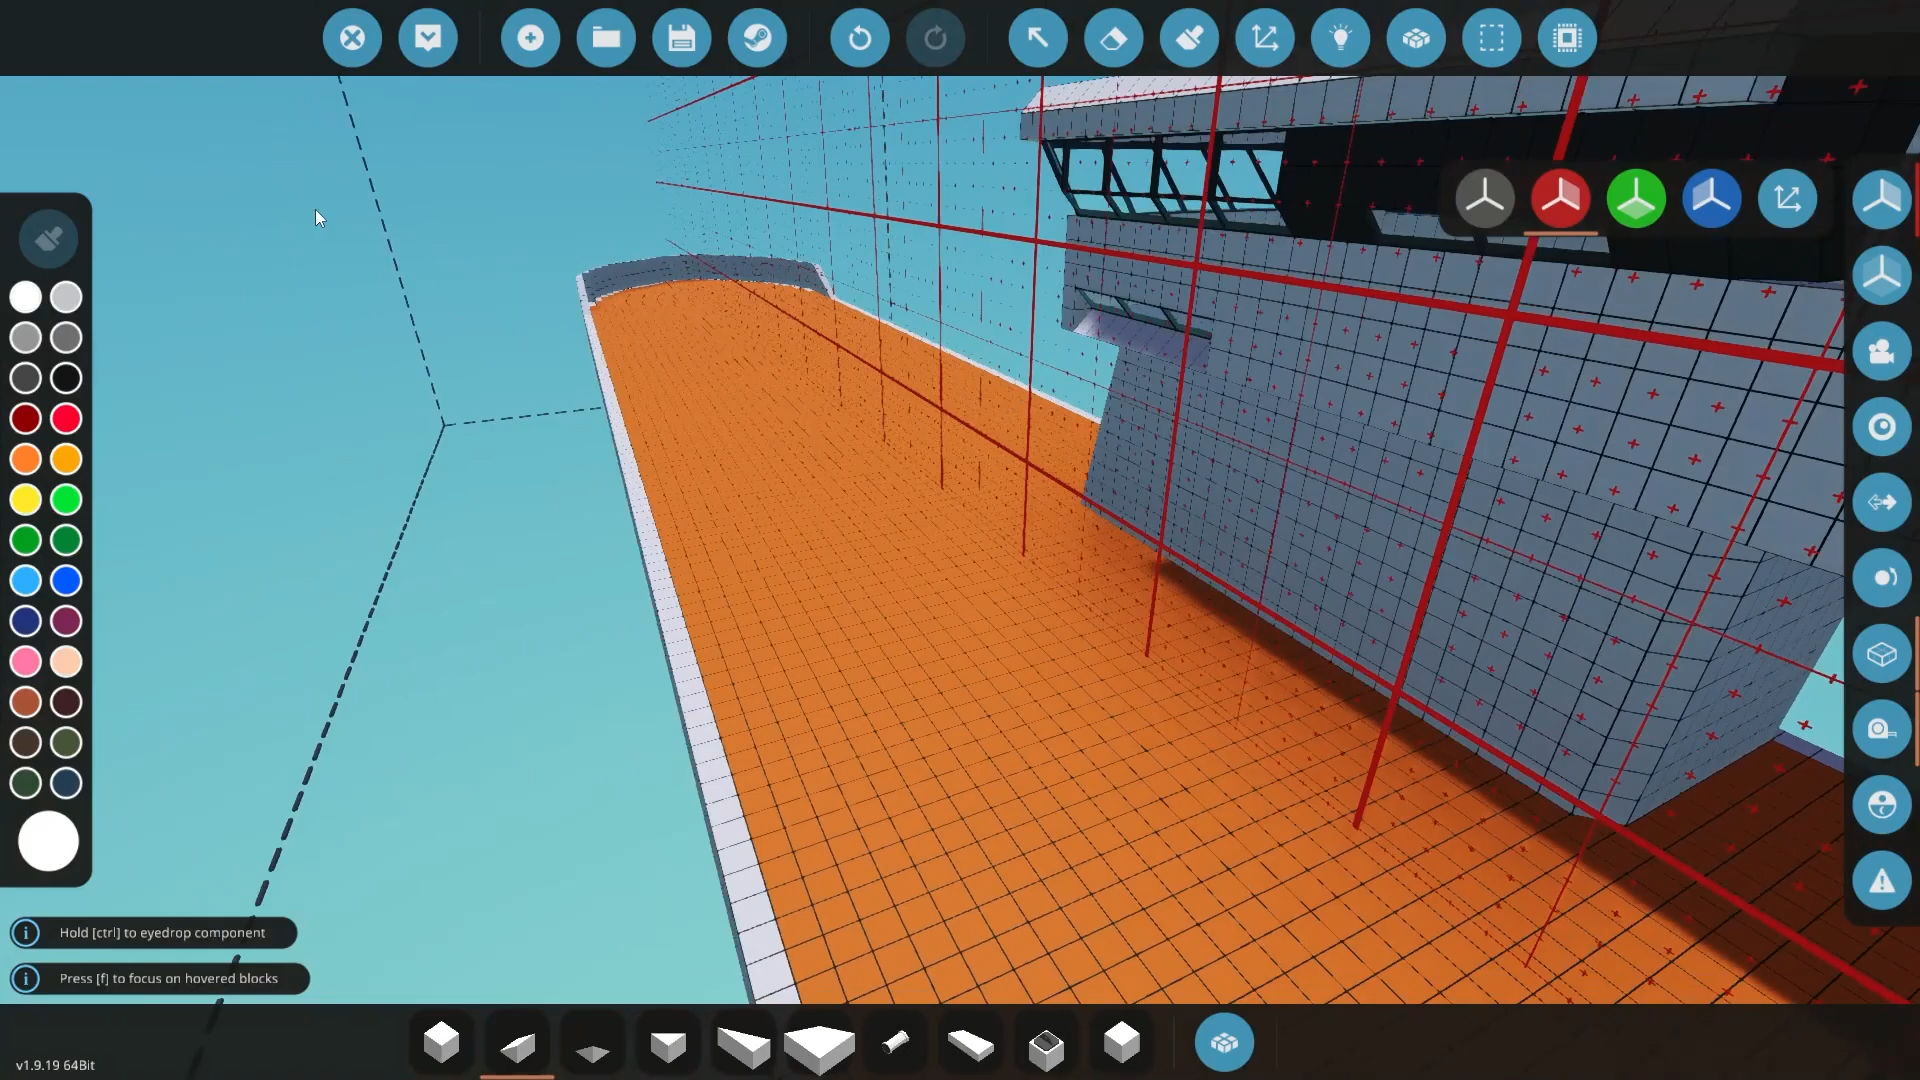 Hold [ctrl] to eyedrop component
Press [f] to focus on hovered blocks
v1.9.19 64Bit